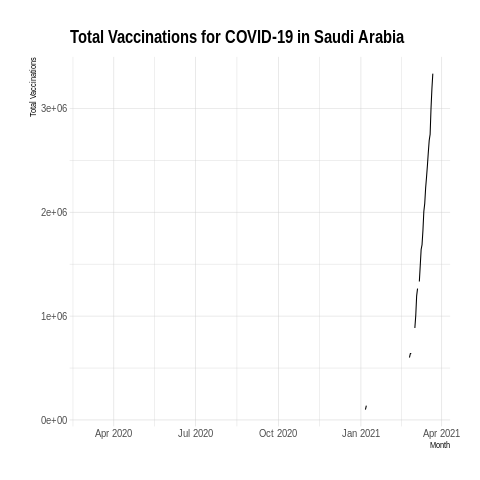 Total Vaccinations for COVID-19 in Saudi Arabia
Total Vaccinations
3e+06
2e+06
1e+06
0e+00
Apr 2020 Jul 2020 Oct 2020 Jan 2021 Apr 2021
Month